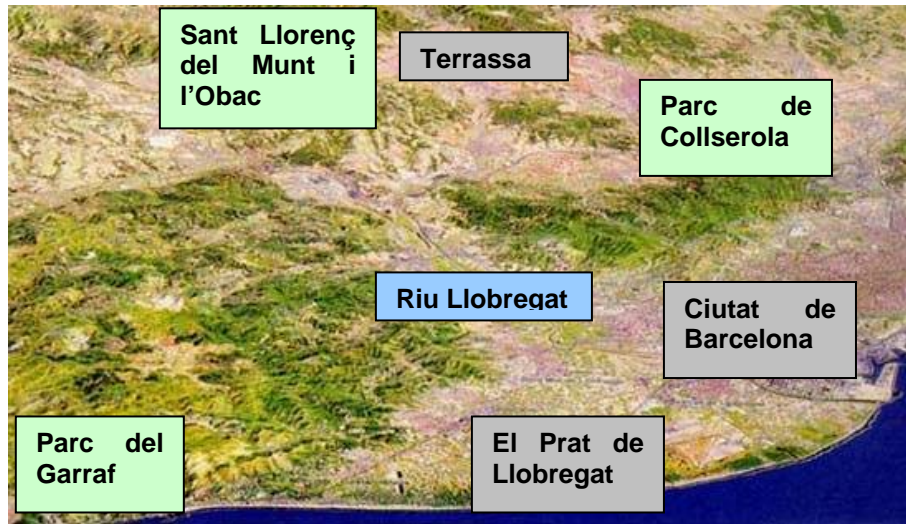 Sant Llorenç
del Munt i
l'Obac
Terrassa
Parc de
Collserola
Riu Llobregat
Ciutat de
Barcelona
Parc del
Garraf
El Prat de
Llobregat